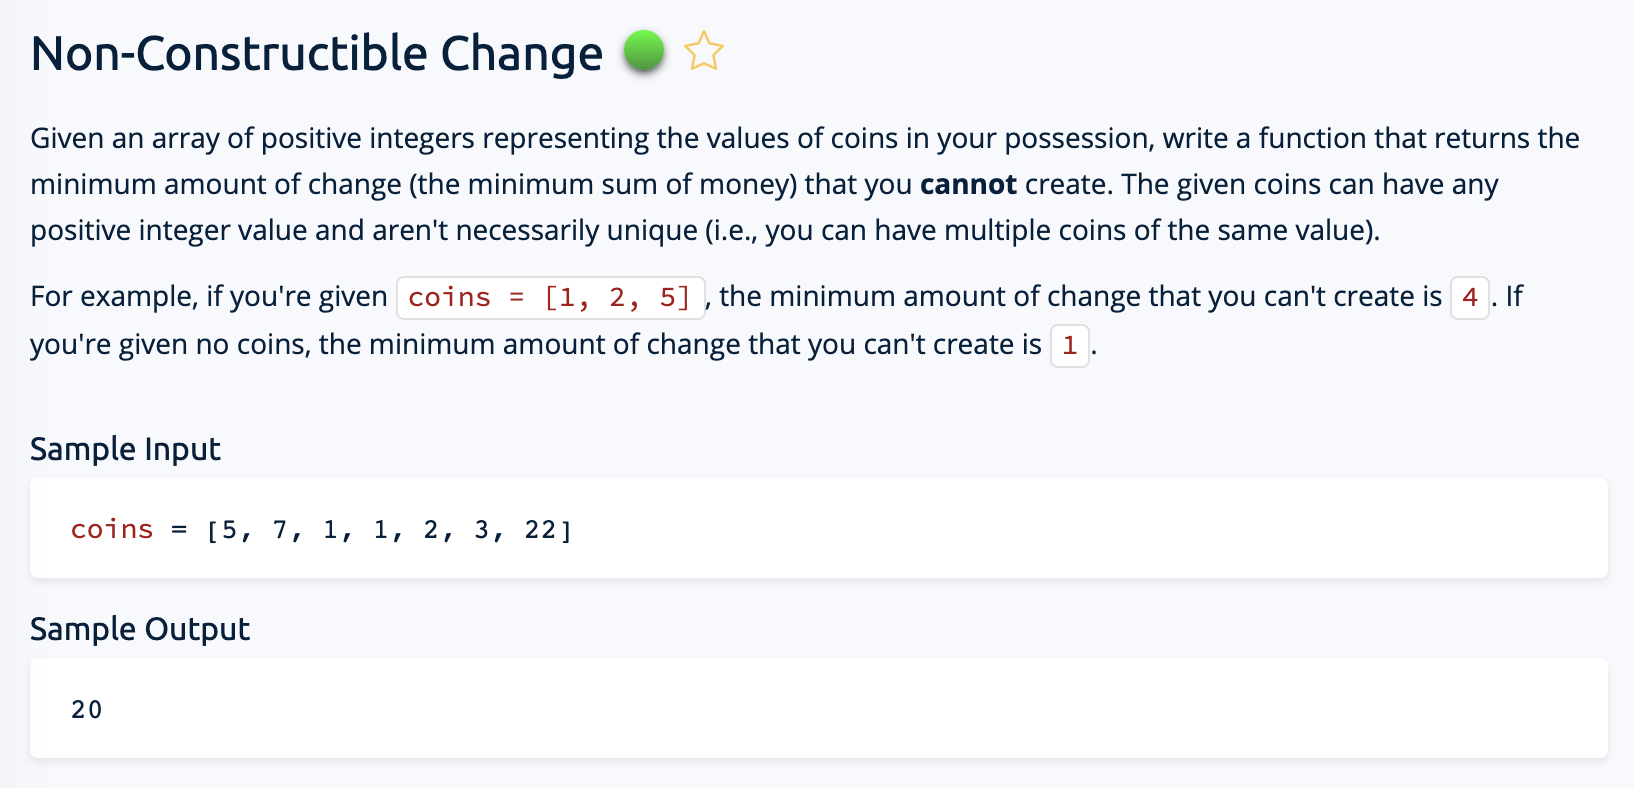 Non-Constructible Change
Given an array of positive integers representing the values of coins in your possession, write a function that returns the
minimum amount of change (the minimum sum of money) that you cannot create. The given coins can have any
positive integer value and aren't necessarily unique (i.e., you can have multiple coins of the same value).
For example, if you're given coins = [1, 2, 5], the minimum amount of change that you can't create is 4. If
you're given no coins, the minimum amount of change that you can't create is 1.
Sample Input
coins = [5, 7, 1, 1, 2, 3, 22]
Sample Output
20